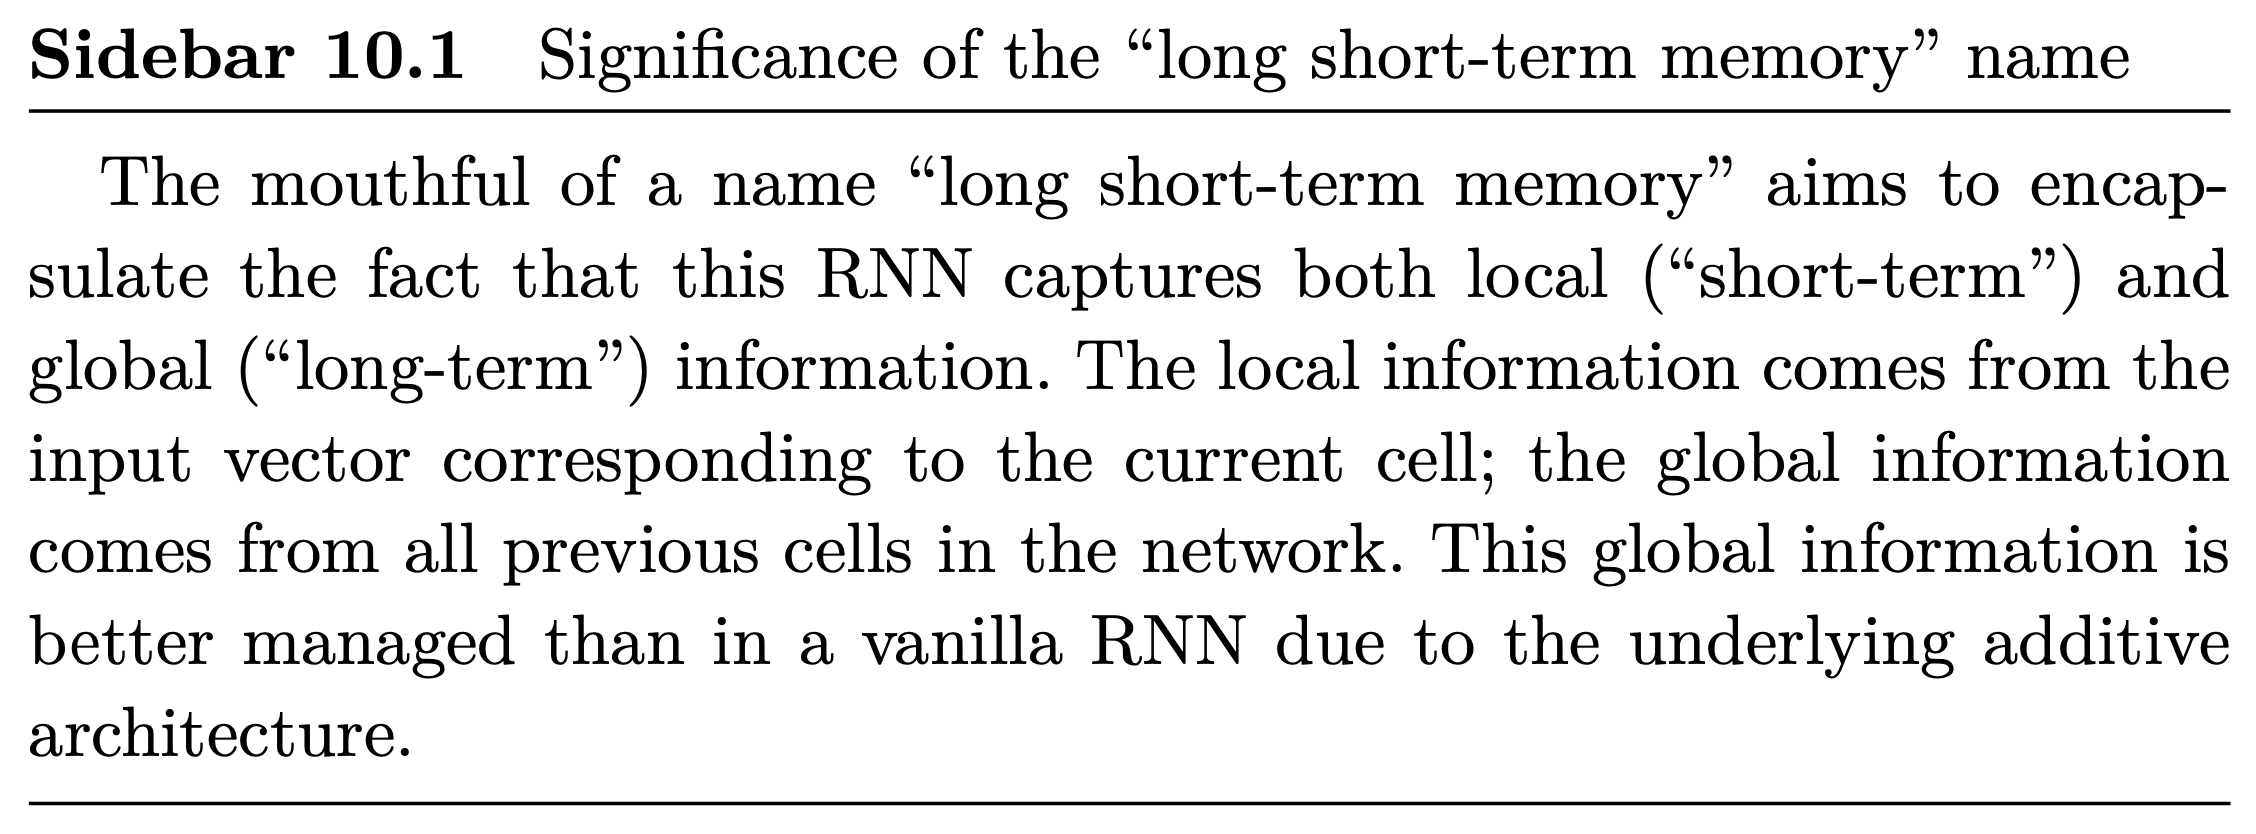 Sidebar 10.1 Significance of the “long short-term memory” name
The mouthful of a name “long short-term memory” aims to encap-
sulate the fact that this RNN captures both local (“short-term”) and
global (“long-term”) information. The local information comes from the
input vector corresponding to the current cell; the global information
comes from all previous cells in the network. This global information is
better managed than in a vanilla RNN due to the underlying additive
architecture.